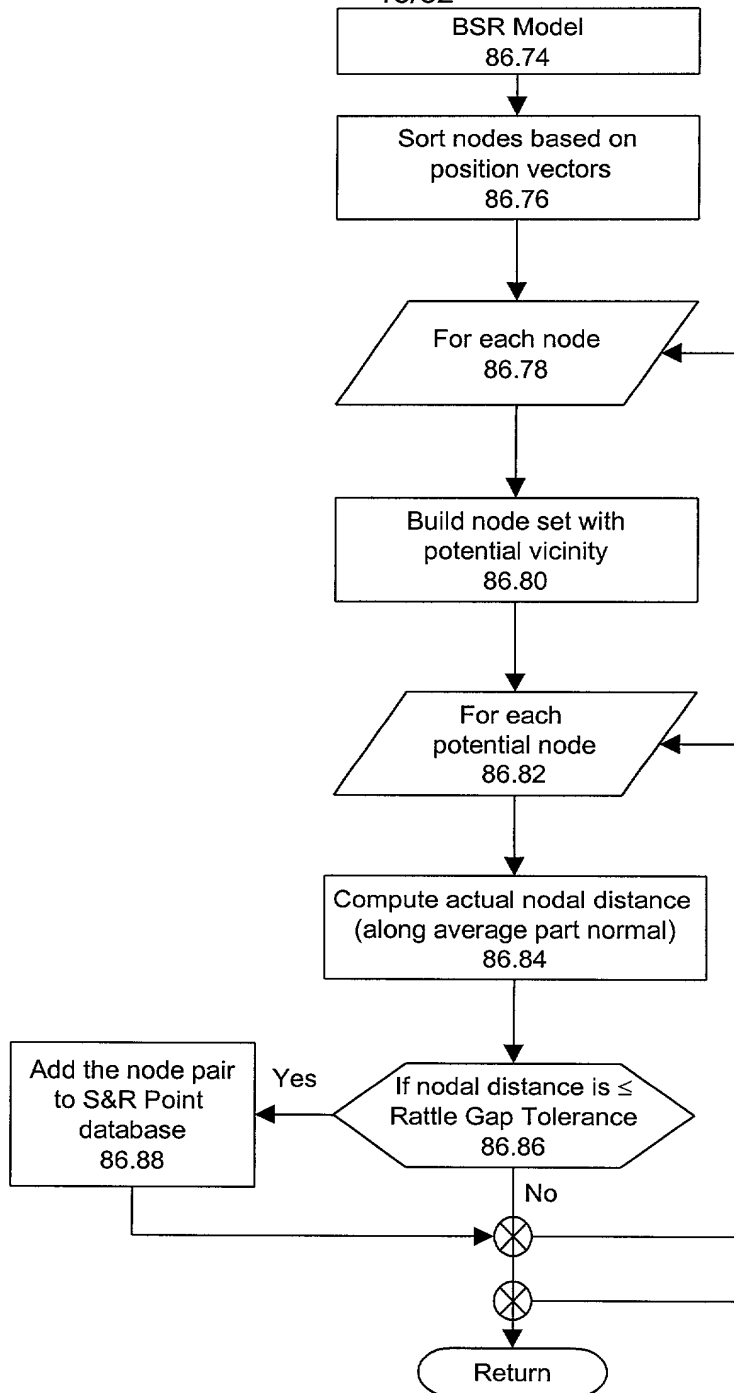 BSR Model
86.74
Sort nodes based on
position vectors
86.76
For each node
86.78
Build node set with
potential vicinity
86.80
For each
potential node
86.82
Compute actual nodal distance
(along average part normal)
86.84
If nodal distance is ≤
Rattle Gap Tolerance
86.86
Yes
Add the node pair
to S&R Point
database
86.88
No
Return